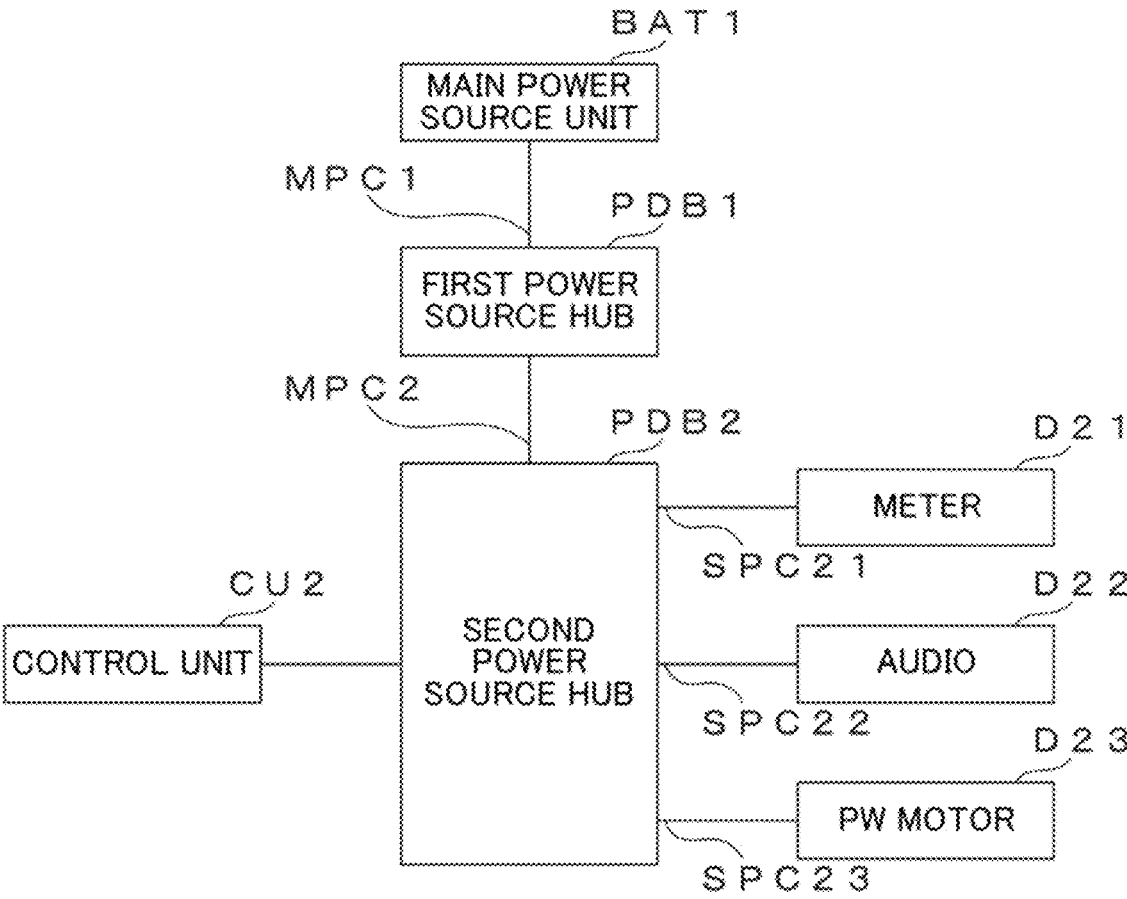 BAT1
MAIN POWER
SOURCE UNIT
MPC1
PDB1
FIRST POWER
SOURCE HUB
MPC2
PDB2
D21
METER
SPC21
CU2
D22
CONTROL UNIT
SECOND
POWER
SOURCE HUB
AUDIO
SPC22
D23
PW MOTOR
SPC23